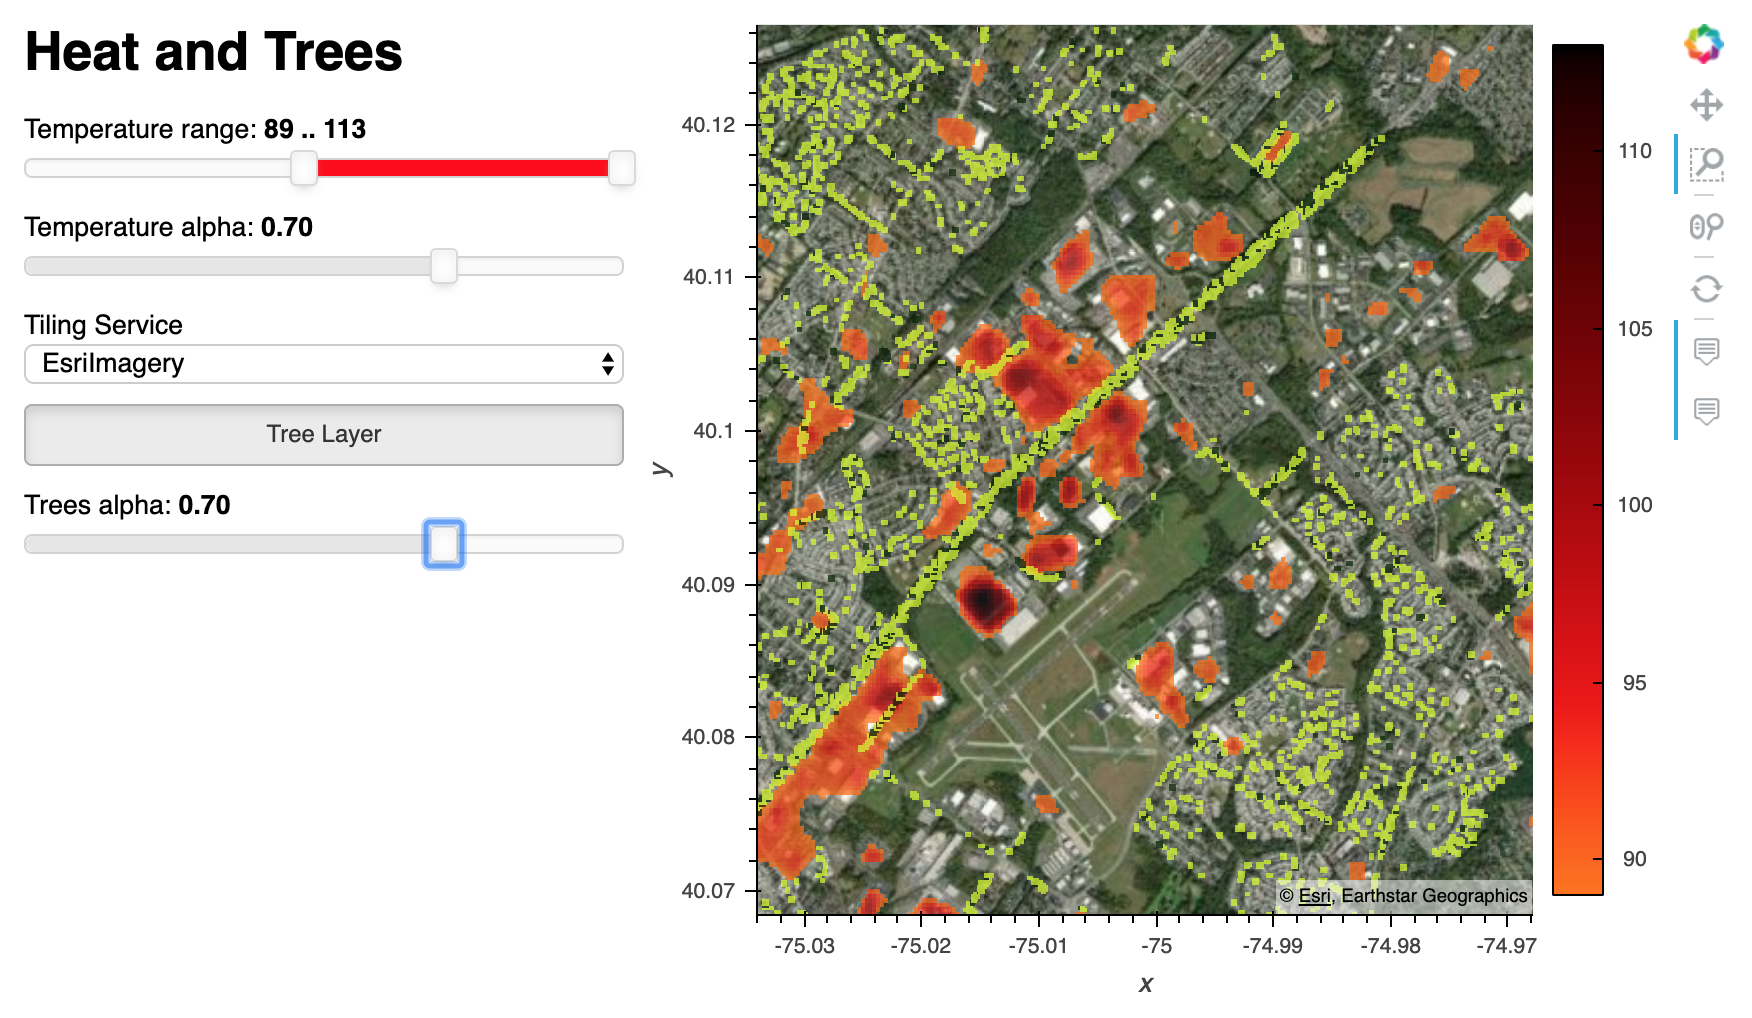 Heat and Trees
Temperature range: 89 .. 113
Temperature alpha: 0.70
Tiling Service
EsriImagery
Tree Layer
Trees alpha: 0.70
40.12
40.11
40.1
40.09
40.08
40.07
y
-75.03 -75.02 -75.01 -75 -74.99 -74.98 -74.97
x
© Esri, Earthstar Geographics
110
105
100
95
90